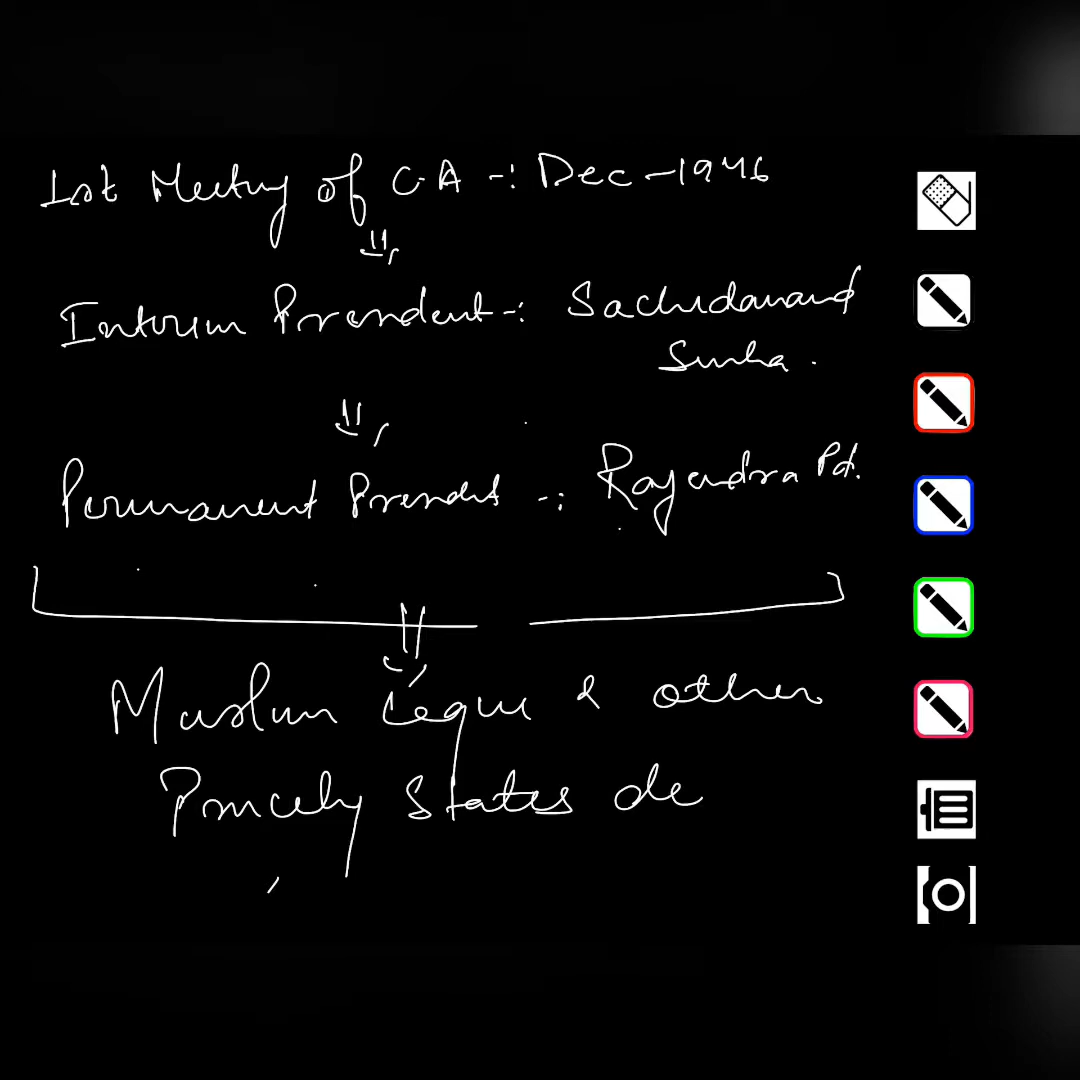 1st Meeting of C.A -: Dec-1946
Interim President -: Sachidanand
Sinha.
Permanent President -: Rajendra Pd.
Muslim League & other
Princely States de